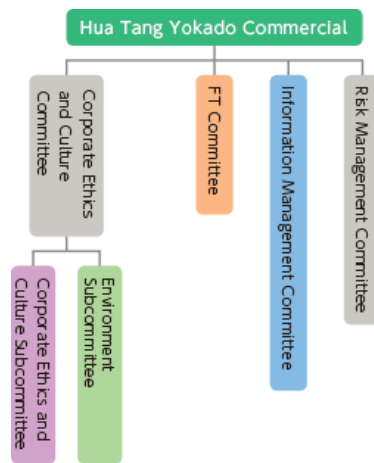 Hua Tang Yokado Commercial
Corporate Ethics
and Culture
Committee
FT Committee
Information Management Committee
Risk Management Committee
Corporate Ethics and
Culture Subcommittee
Environment
Subcommittee